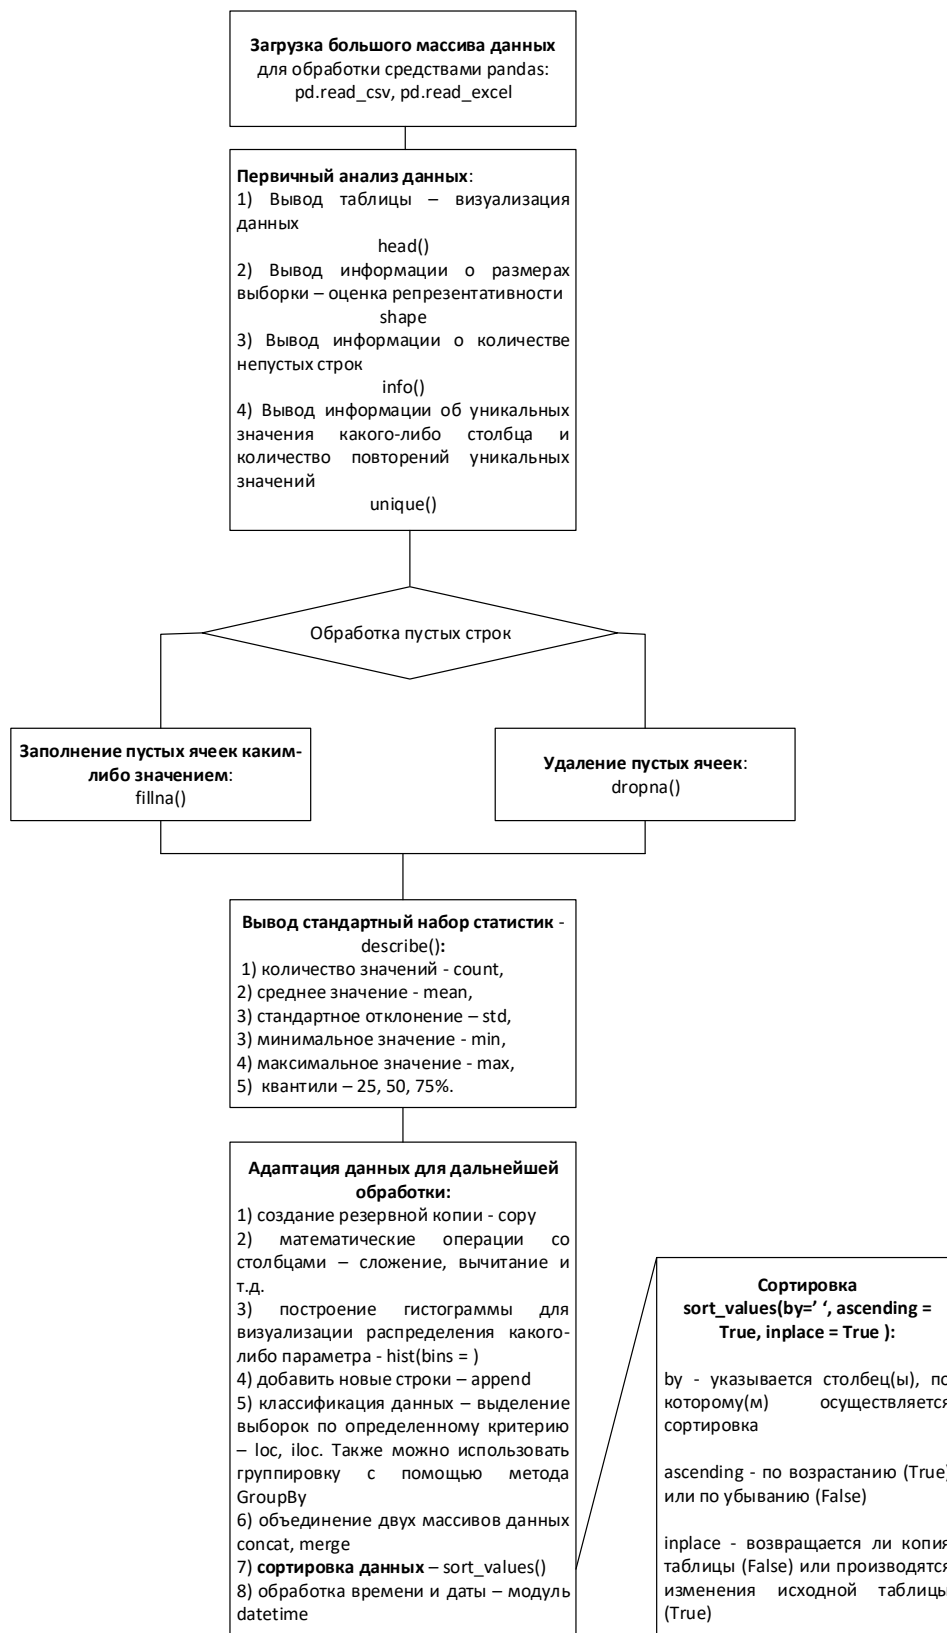 Загрузка большого массива данных
для обработки средствами pandas:
pd.read_csv, pd.read_excel
Первичный анализ данных:
1) Вывод таблицы – визуализация
данных
head()
2) Вывод информации о размерах
выборки – оценка репрезентативности
shape
3) Вывод информации о количестве
непустых строк
info()
4) Вывод информации об уникальных
значения какого-либо столбца и
количество повторений уникальных
значений
unique()
Обработка пустых строк
Заполнение пустых ячеек каким-
либо значением:
fillna()
Удаление пустых ячеек:
dropna()
Вывод стандартный набор статистик -
describe():
1) количество значений - count,
2) среднее значение - mean,
3) стандартное отклонение – std,
3) минимальное значение - min,
4) максимальное значение - max,
5) квантили – 25, 50, 75%.
Адаптация данных для дальнейшей
обработки:
1) создание резервной копии - copy
2) математические операции со
столбцами – сложение, вычитание и
т.д.
3) построение гистограммы для
визуализации распределения какого-
либо параметра - hist(bins = )
4) добавить новые строки – append
5) классификация данных – выделение
выборок по определенному критерию
– loc, iloc. Также можно использовать
группировку с помощью метода
GroupBy
6) объединение двух массивов данных
concat, merge
7) сортировка данных – sort_values()
8) обработка времени и даты – модуль
datetime
Сортировка
sort_values(by=’ ‘, ascending =
True, inplace = True ):
by - указывается столбец(ы), по
которому(м) осуществляется
сортировка
ascending - по возрастанию (True)
или по убыванию (False)
inplace - возвращается ли копия
таблицы (False) или производятся
изменения исходной таблицы
(True)